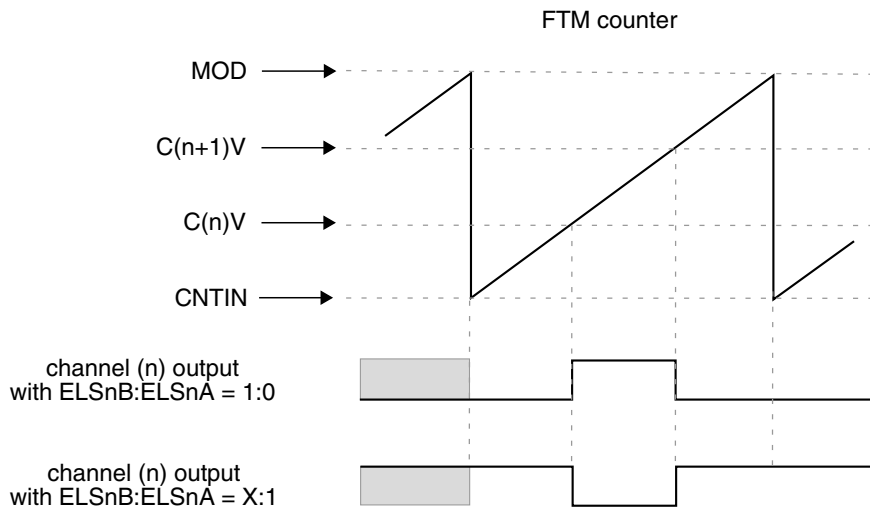 FTM counter
MOD
C(n+1)V
C(n)V
CNTIN
channel (n) output
with ELSnB:ELSnA = 1:0
channel (n) output
with ELSnB:ELSnA = X:1